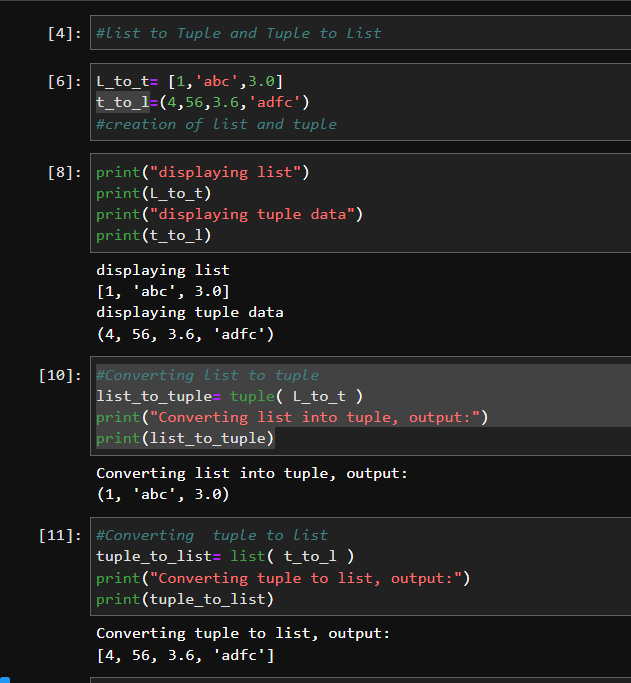 [4]: #list to Tuple and Tuple to List
[6]: L_to_t= [1,'abc',3.0]
t_to_l=(4,56,3.6,'adfc')
#creation of list and tuple
[8]: print("displaying list")
print(L_to_t)
print("displaying tuple data")
print(t_to_l)
displaying list
[1, 'abc', 3.0]
displaying tuple data
(4, 56, 3.6, 'adfc')
[10]: #Converting list to tuple
list_to_tuple= tuple( L_to_t )
print("Converting list into tuple, output:")
print(list_to_tuple)
Converting list into tuple, output:
(1, 'abc', 3.0)
[11]: #Converting  tuple to list
tuple_to_list= list( t_to_l )
print("Converting tuple to list, output:")
print(tuple_to_list)
Converting tuple to list, output:
[4, 56, 3.6, 'adfc']